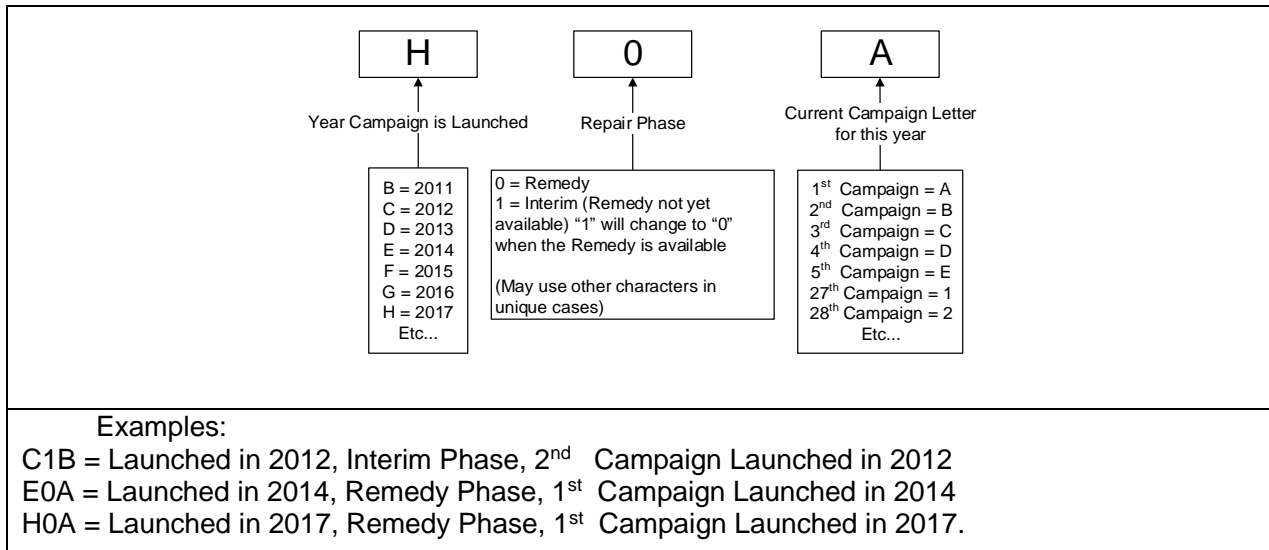 H
0
A
Year Campaign is Launched
Repair Phase
Current Campaign Letter
for this year
B = 2011
C = 2012
D = 2013
E = 2014
F = 2015
G = 2016
H = 2017
Etc...
0 = Remedy
1 = Interim (Remedy not yet
available) “1” will change to “0”
when the Remedy is available
(May use other characters in
unique cases)
1st Campaign = A
2nd Campaign = B
3rd Campaign = C
4th Campaign = D
5th Campaign = E
27th Campaign = 1
28th Campaign = 2
Etc...
Examples:
C1B = Launched in 2012, Interim Phase, 2nd Campaign Launched in 2012
E0A = Launched in 2014, Remedy Phase, 1st Campaign Launched in 2014
H0A = Launched in 2017, Remedy Phase, 1st Campaign Launched in 2017.